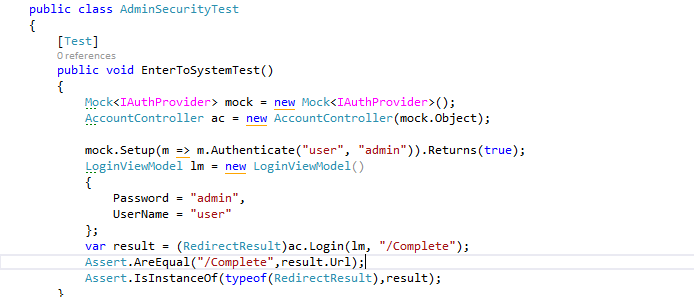 public class AdminSecurityTest
{
[Test]
0 references
public void EnterToSystemTest()
{
Mock<IAuthProvider> mock = new Mock<IAuthProvider>();
AccountController ac = new AccountController(mock.Object);
mock.Setup(m => m.Authenticate("user", "admin")).Returns(true);
LoginViewModel lm = new LoginViewModel()
{
Password = "admin",
UserName = "user"
};
var result = (RedirectResult)ac.Login(lm, "/Complete");
Assert.AreEqual("/Complete",result.Url);
Assert.IsInstanceOf(typeof(RedirectResult),result);
}